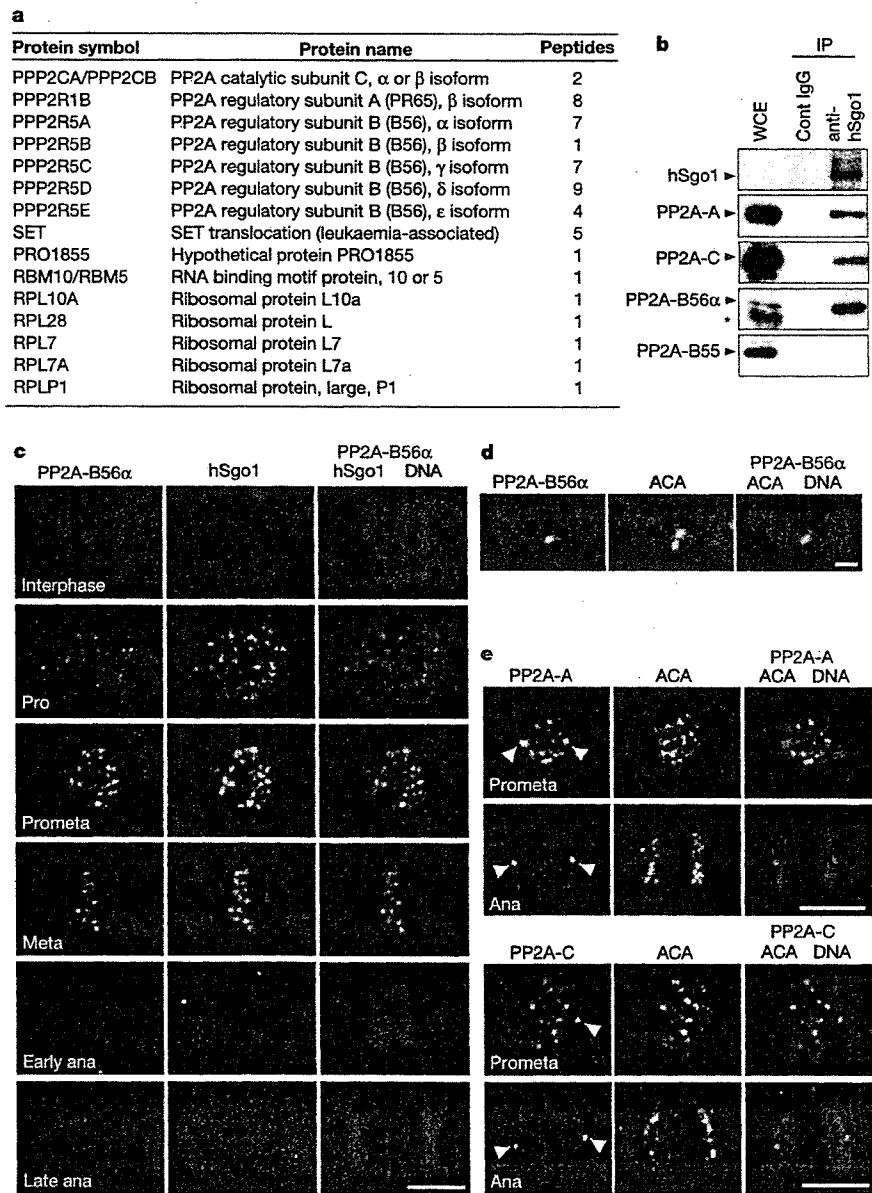 a
Protein symbol Protein name Peptides
PPP2CA/PPP2CB PP2A catalytic subunit C, α or β isoform 2
PPP2R1B PP2A regulatory subunit A (PR65), β isoform 8
PPP2R5A PP2A regulatory subunit B (B56), α isoform 7
PPP2R5B PP2A regulatory subunit B (B56), β isoform 1
PPP2R5C PP2A regulatory subunit B (B56), γ isoform 7
PPP2R5D PP2A regulatory subunit B (B56), δ isoform 9
PPP2R5E PP2A regulatory subunit B (B56), ε isoform 4
SET SET translocation (leukaemia-associated) 5
PRO1855 Hypothetical protein PRO1855 1
RBM10/RBM5 RNA binding motif protein, 10 or 5 1
RPL10A Ribosomal protein L10a 1
RPL28 Ribosomal protein L 1
RPL7 Ribosomal protein L7 1
RPL7A Ribosomal protein L7a 1
RPLP1 Ribosomal protein, large, P1 1
b
IP
WCE
Cont IgG
anti-
hSgo1
hSgo1
PP2A-A
PP2A-C
PP2A-B56α
*
PP2A-B55
c
PP2A-B56α
PP2A-B56α hSgo1 hSgo1 DNA
Interphase
Pro
Prometa
Meta
Early ana
Late ana
d
PP2A-B56α
PP2A-B56α ACA ACA DNA
e
PP2A-A
PP2A-A ACA ACA DNA
Prometa
Ana
PP2A-C
PP2A-C ACA ACA DNA
Prometa
Ana